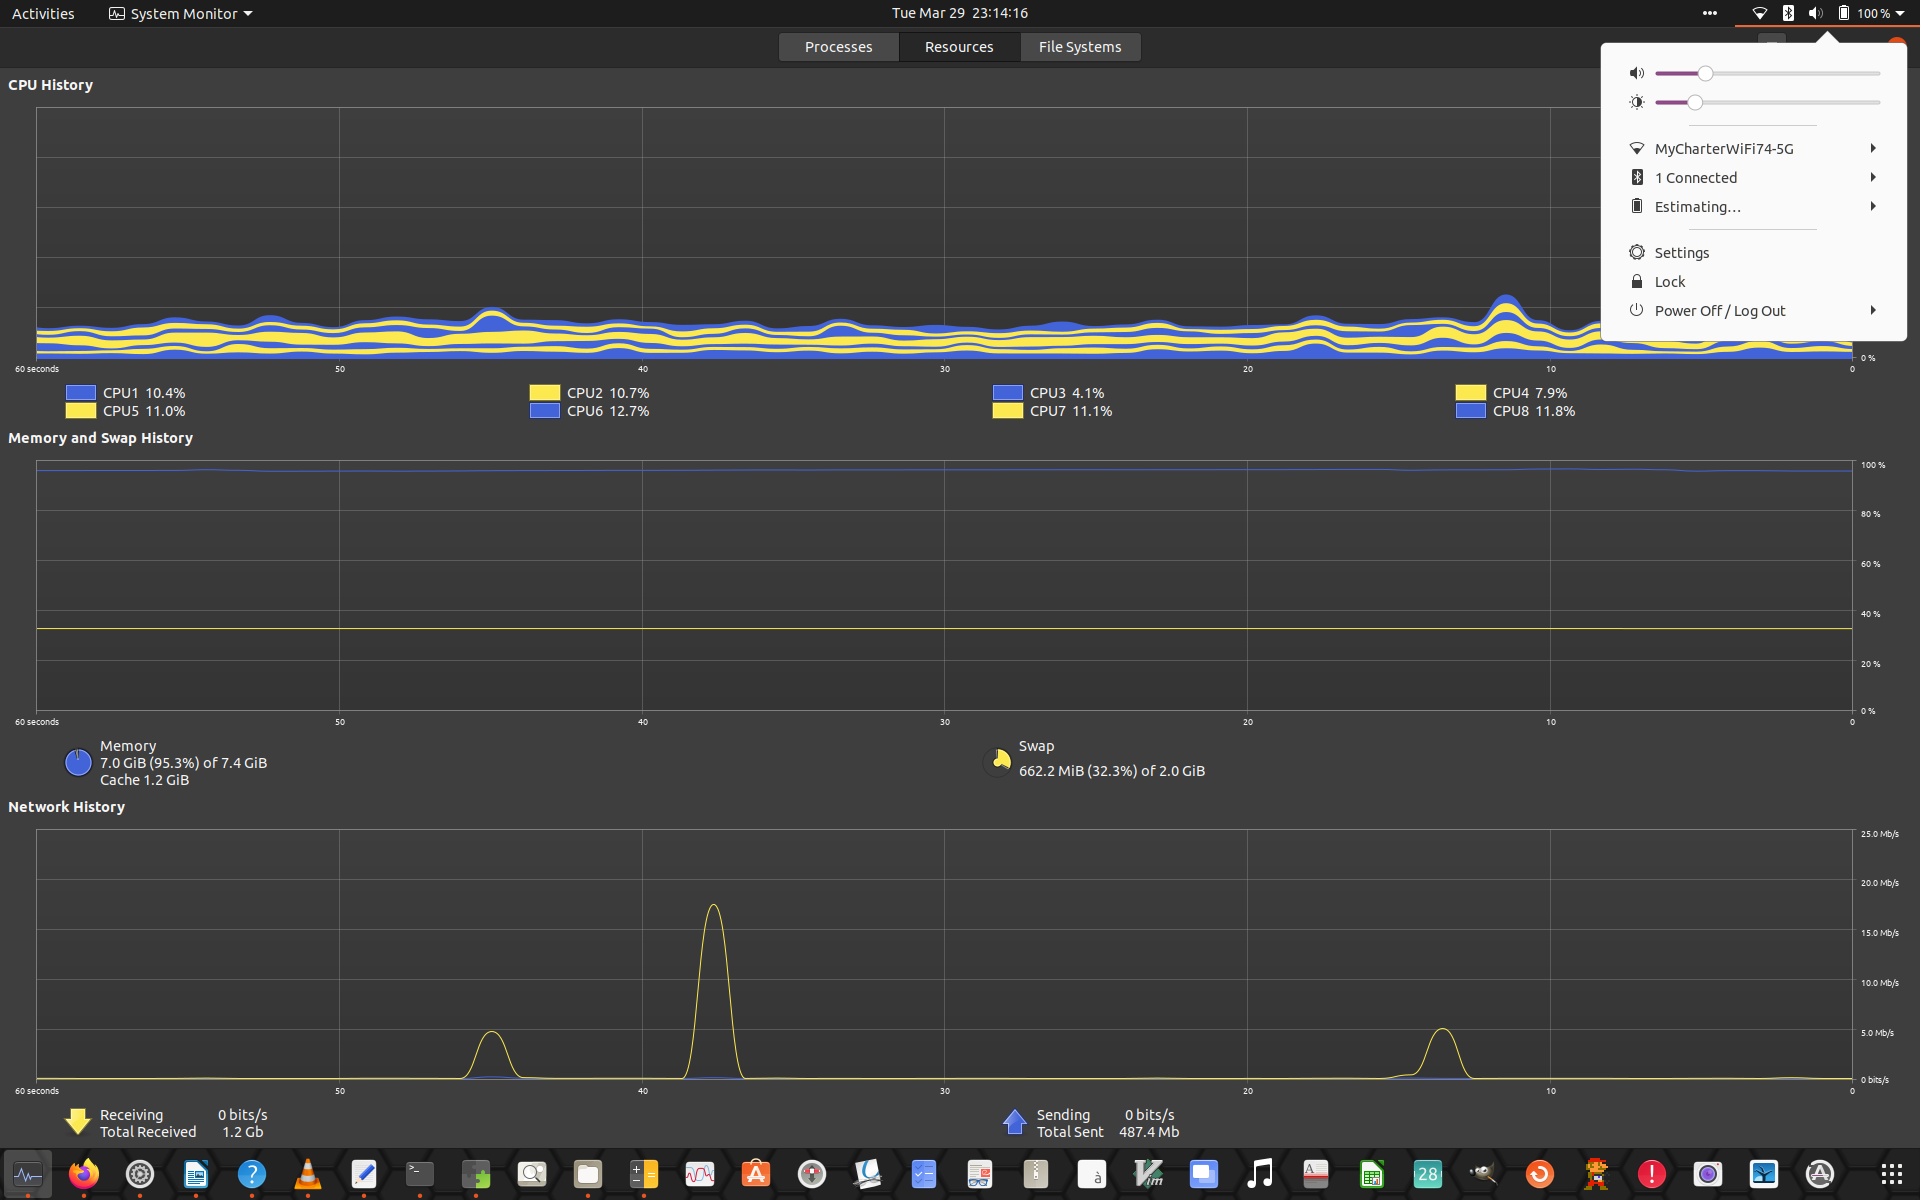 Activities System Monitor Tue Mar 29 23:14:16 100 %
Processes Resources File Systems
CPU History
MyCharterWiFi74-5G
1 Connected
Estimating…
Settings
Lock
Power Off / Log Out
0 %
60 seconds 50 40 30 20 10 0
CPU1 10.4% CPU2 10.7% CPU3 4.1% CPU4 7.9%
CPU5 11.0% CPU6 12.7% CPU7 11.1% CPU8 11.8%
Memory and Swap History
100 %
80 %
60 %
40 %
20 %
0 %
60 seconds 50 40 30 20 10 0
Memory
7.0 GiB (95.3%) of 7.4 GiB
Cache 1.2 GiB
Swap
662.2 MiB (32.3%) of 2.0 GiB
Network History
25.0 Mb/s
20.0 Mb/s
15.0 Mb/s
10.0 Mb/s
5.0 Mb/s
0 bits/s
60 seconds 50 40 30 20 10 0
Receiving 0 bits/s
Total Received 1.2 Gb
Sending 0 bits/s
Total Sent 487.4 Mb
? >_ à Vim A 28 !